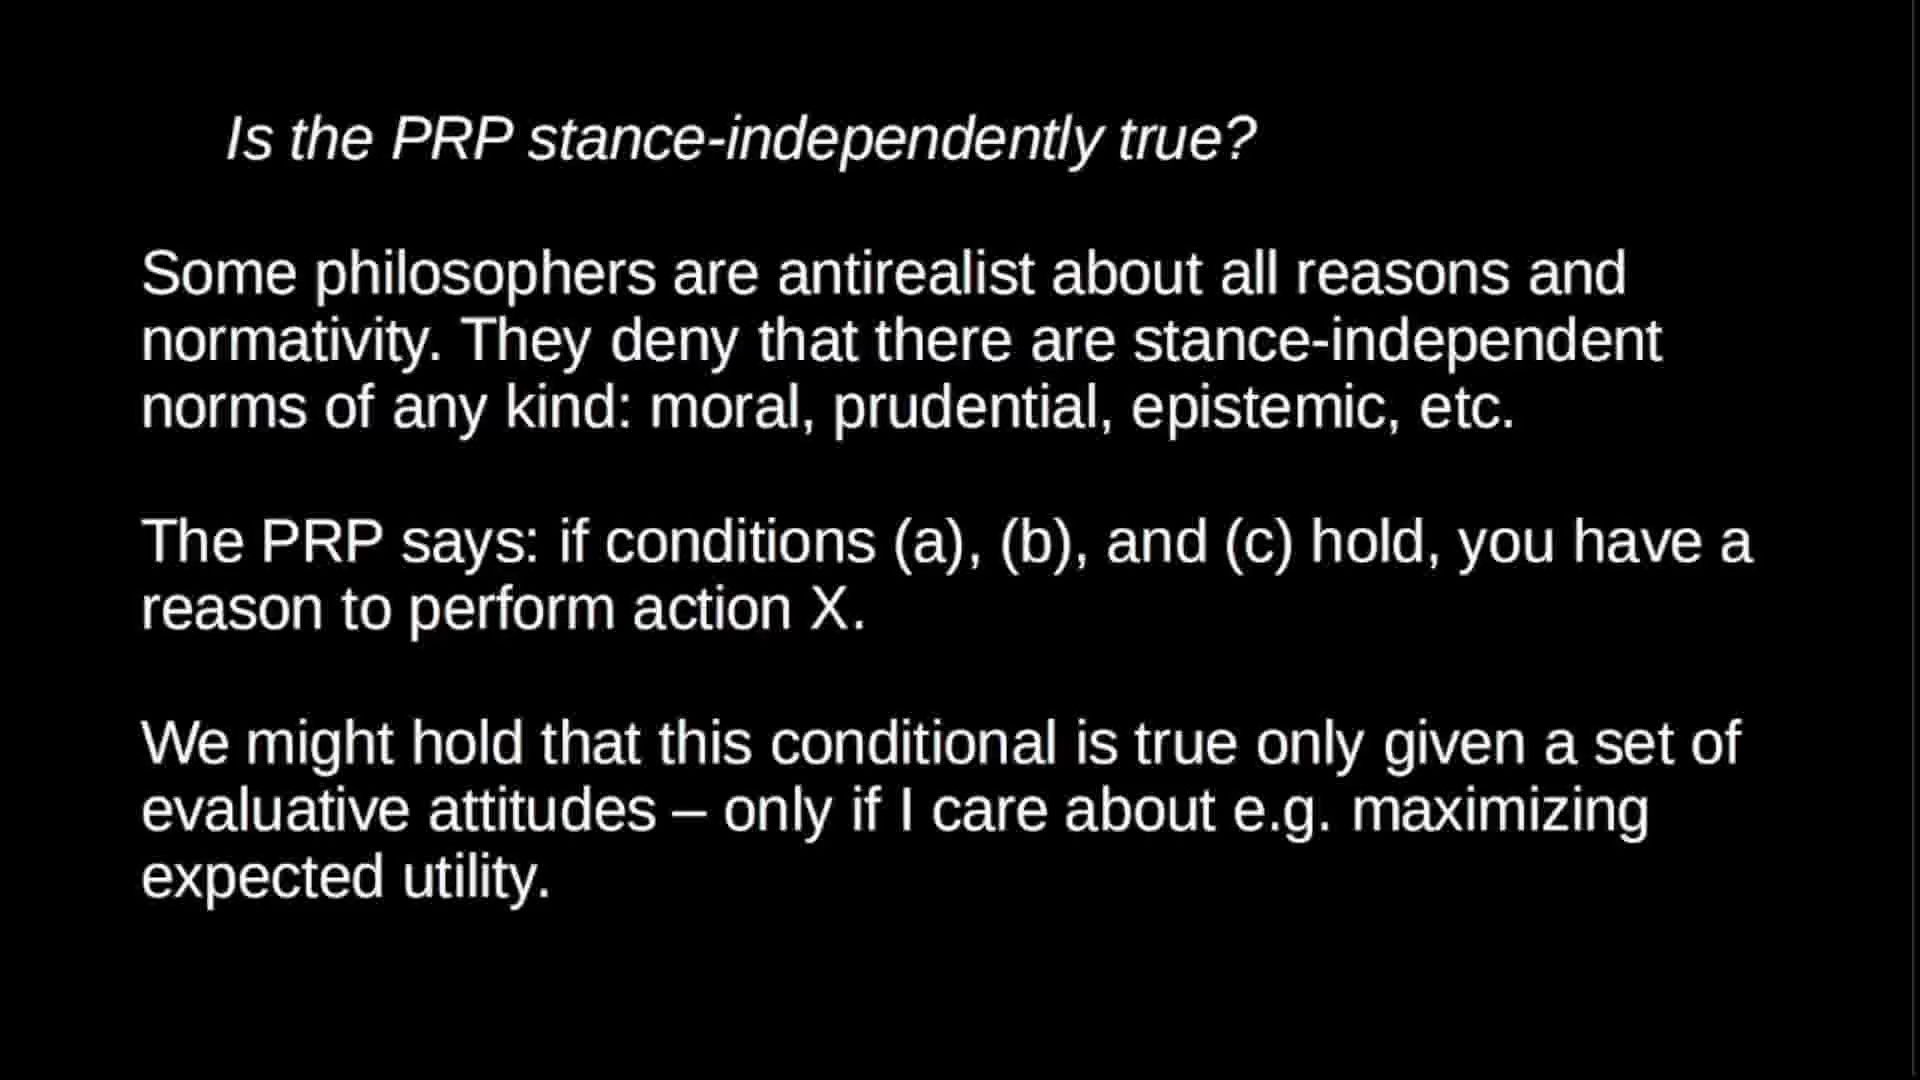 Is the PRP stance-independently true?
Some philosophers are antirealist about all reasons and
normativity. They deny that there are stance-independent
norms of any kind: moral, prudential, epistemic, etc.
The PRP says: if conditions (a), (b), and (c) hold, you have a
reason to perform action X.
We might hold that this conditional is true only given a set of
evaluative attitudes – only if I care about e.g. maximizing
expected utility.